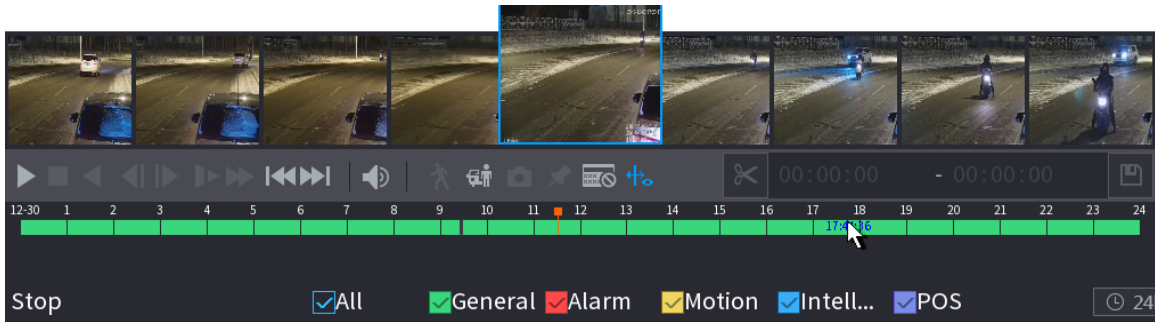 00:00:00 - 00:00:00
12-30 1 2 3 4 5 6 7 8 9 10 11 12 13 14 15 16 17 18 19 20 21 22 23 24
Stop All General Alarm Motion Intell... POS 24